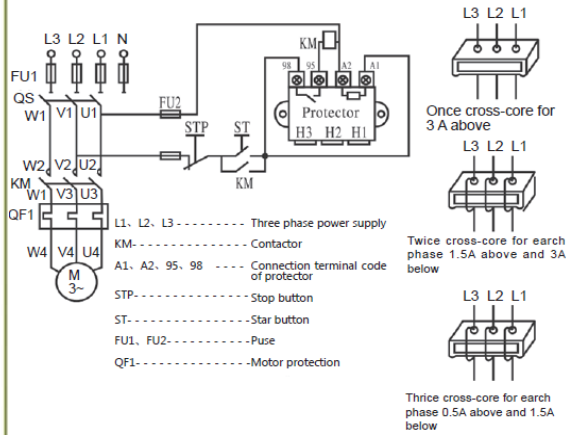 L3 L2 L1 N
FU1
QS
W1 V1 U1
FU2
STP
ST
KM
KM
98 95 A2 A1
Protector
H3 H2 H1
W2 V2 U2
KM
W1 V3 U3
QF1
W4 V4 U4
M
3~
L1、L2、L3 - - - - - - - - - Three phase power supply
KM- - - - - - - - - - - - - - - Contactor
A1、A2、95、98 - - - - Connection terminal code
of protector
STP- - - - - - - - - - - - - - - Stop button
ST- - - - - - - - - - - - - - - - Star button
FU1、FU2- - - - - - - - - - -Puse
QF1- - - - - - - - - - - - - - -Motor protection
L3 L2 L1
Once cross-core for
3 A above
L3 L2 L1
Twice cross-core for earch
phase 1.5A above and 3A
below
L3 L2 L1
Thrice cross-core for earch
phase 0.5A above and 1.5A
below